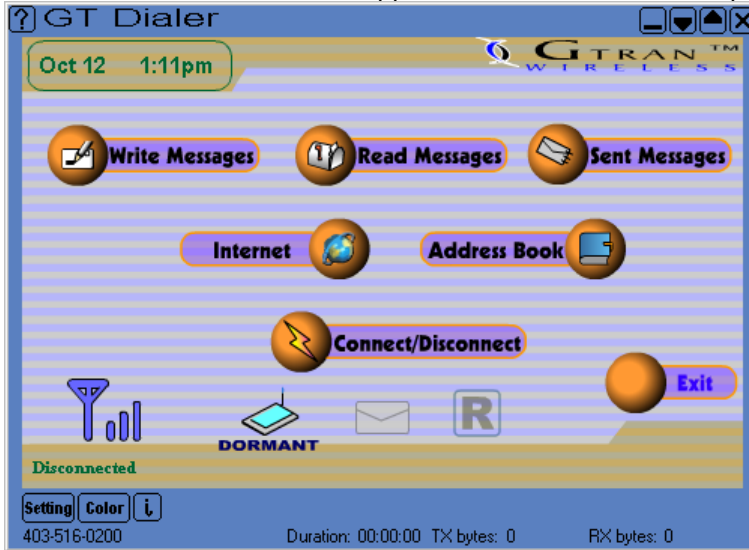 ? GT Dialer
Oct 12 1:11pm
GTRAN™
WIRELESS
Write Messages
Read Messages
Sent Messages
Internet
Address Book
Connect/Disconnect
Exit
R
DORMANT
Disconnected
Setting Color i
403-516-0200 Duration: 00:00:00 TX bytes: 0 RX bytes: 0